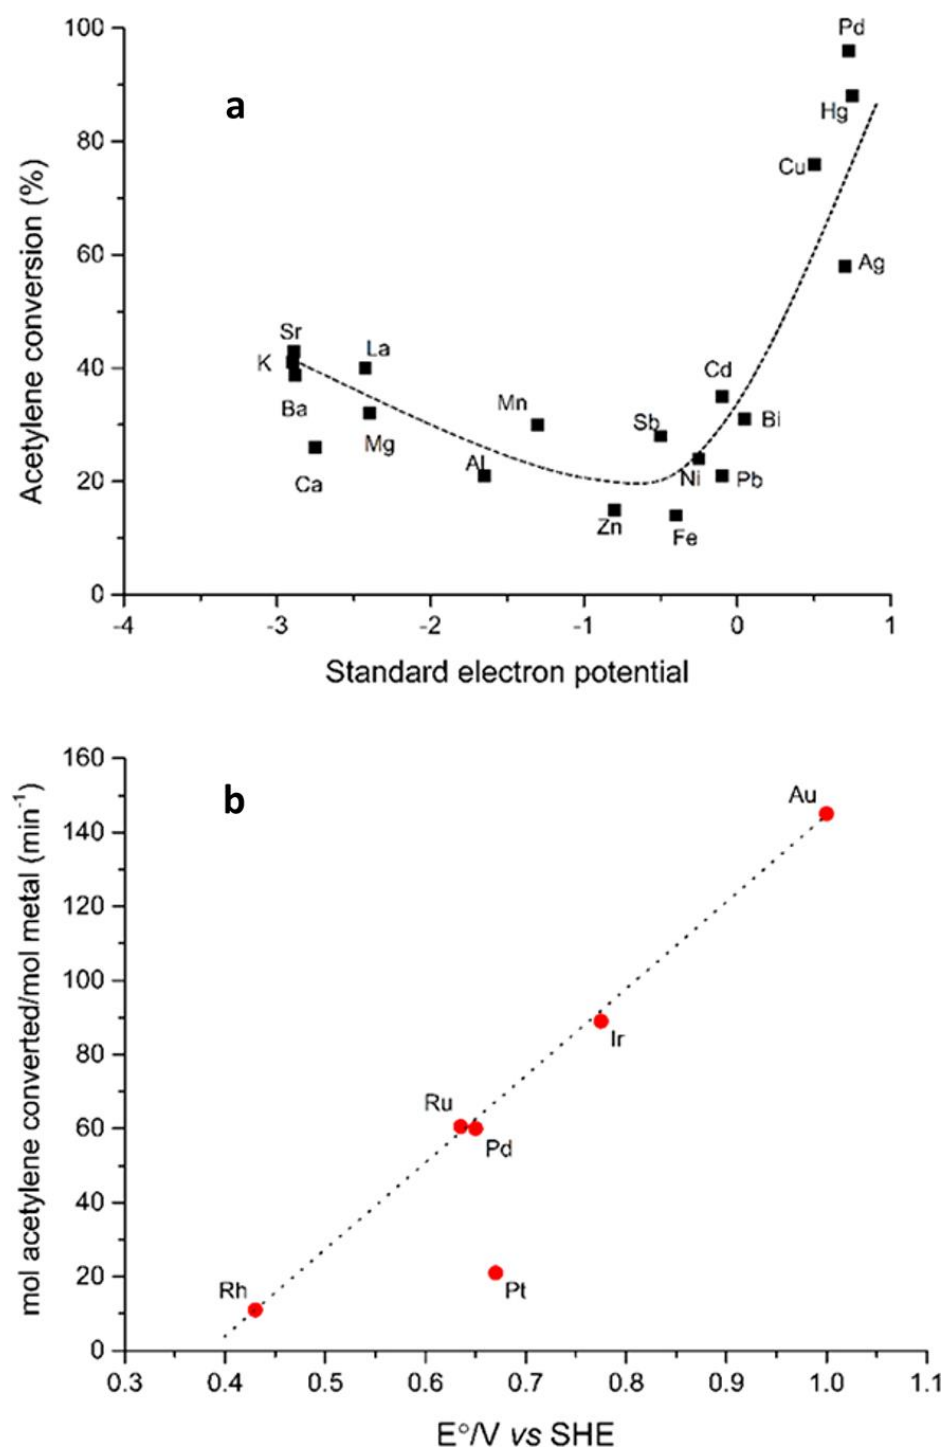 a
Acetylene conversion (%)
100
80
60
40
20
0
Pd
Hg
Cu
Ag
Sr
K
La
Cd
Ba
Mg
Mn
Sb
Bi
Ca
Al
Ni
Pb
Zn
Fe
-4 -3 -2 -1 0 1
Standard electron potential
b
mol acetylene converted/mol metal (min⁻¹)
160
140
120
100
80
60
40
20
0
Au
Ir
Ru
Pd
Rh
Pt
0.3 0.4 0.5 0.6 0.7 0.8 0.9 1.0 1.1
E°/V vs SHE